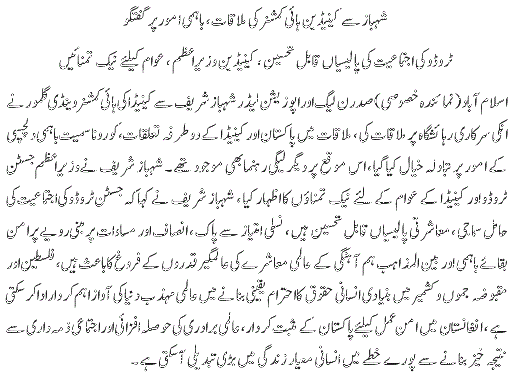 شہباز سے کینیڈین ہائی کمشنر کی ملاقات، باہمی امور پر گفتگو
ٹروڈو کی اجتماعیت کی پالیسیاں قابل تحسین، کینیڈین وزیراعظم، عوام کیلئے نیک تمنائیں
اسلام آباد (نمائندہ خصوصی) صدر ن لیگ اور اپوزیشن لیڈر شہباز شریف سے کینیڈا کی ہائی کمشنر وینڈی گلمور نے
انکی سرکاری رہائشگاہ پر ملاقات کی، ملاقات میں پاکستان اور کینیڈا کے دوطرفہ تعلقات، کورونا سمیت باہمی دلچسپی
کے امور پر تبادلہ خیال کیا گیا، اس موقع پر دیگر لیگی رہنما بھی موجود تھے۔ شہباز شریف نے وزیراعظم جسٹن
ٹروڈو اور کینیڈا کے عوام کے لئے نیک تمناؤں کا اظہار کیا، شہباز شریف نے کہا کہ جسٹن ٹروڈو کی اجتماعیت کی
حامل سماجی، معاشرتی پالیسیاں قابل تحسین ہیں، نسلی امتیاز سے پاک، انصاف اور مساوات پر مبنی رویے پرامن
بقائے باہمی اور بین المذاہب ہم آہنگی کے عالمی معاشرے کی عالمگیر قدروں کے فروغ کا باعث ہیں، فلسطین اور
مقبوضہ جموں و کشمیر میں بنیادی انسانی حقوق کا احترام یقینی بنانے میں عالمی مہذب دنیا کی آواز اہم کردار ادا کر سکتی
ہے، افغانستان میں امن عمل کیلئے پاکستان کے مثبت کردار، عالمی برادری کی حوصلہ افزائی اور اجتماعی ذمہ داری سے
نتیجہ خیز بنانے سے پورے خطے میں انسانی معیار زندگی میں بڑی تبدیلی آسکتی ہے۔